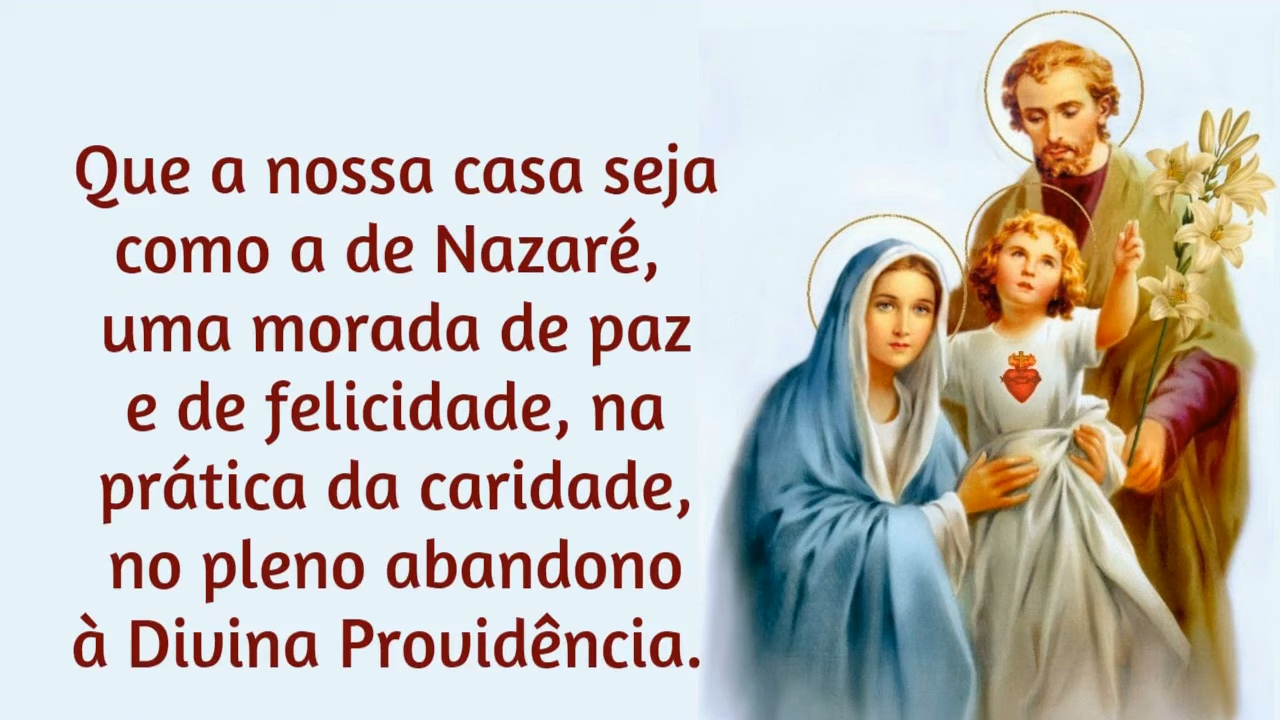 Que a nossa casa seja
como a de Nazaré,
uma morada de paz
e de felicidade, na
prática da caridade,
no pleno abandono
à Divina Providência.